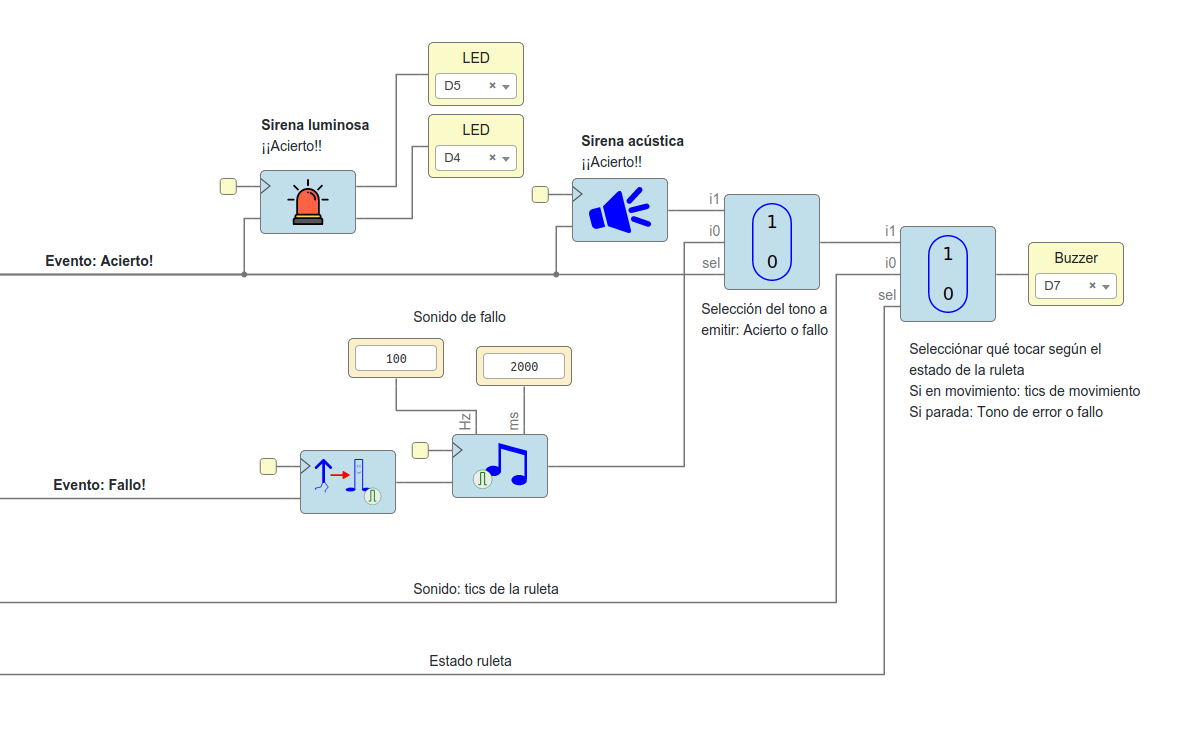 LED
D5
LED
D4
Sirena luminosa
¡¡Acierto!!
Sirena acústica
¡¡Acierto!!
Evento: Acierto!
i1
i0
sel
1
0
Selección del tono a
emitir: Acierto o fallo
i1
i0
sel
1
0
Buzzer
D7
Selecciónar qué tocar según el
estado de la ruleta
Si en movimiento: tics de movimiento
Si parada: Tono de error o fallo
Sonido de fallo
100
2000
Hz
ms
Evento: Fallo!
Sonido: tics de la ruleta
Estado ruleta